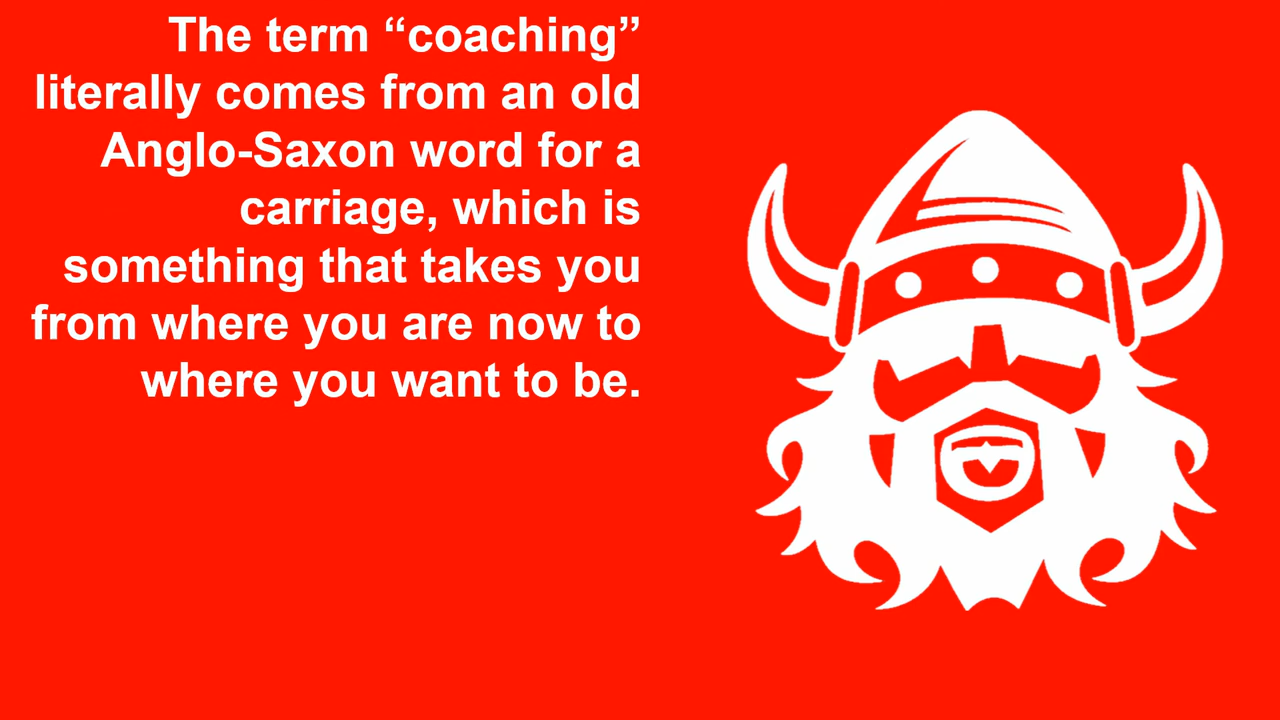 The term “coaching”
literally comes from an old
Anglo-Saxon word for a
carriage, which is
something that takes you
from where you are now to
where you want to be.